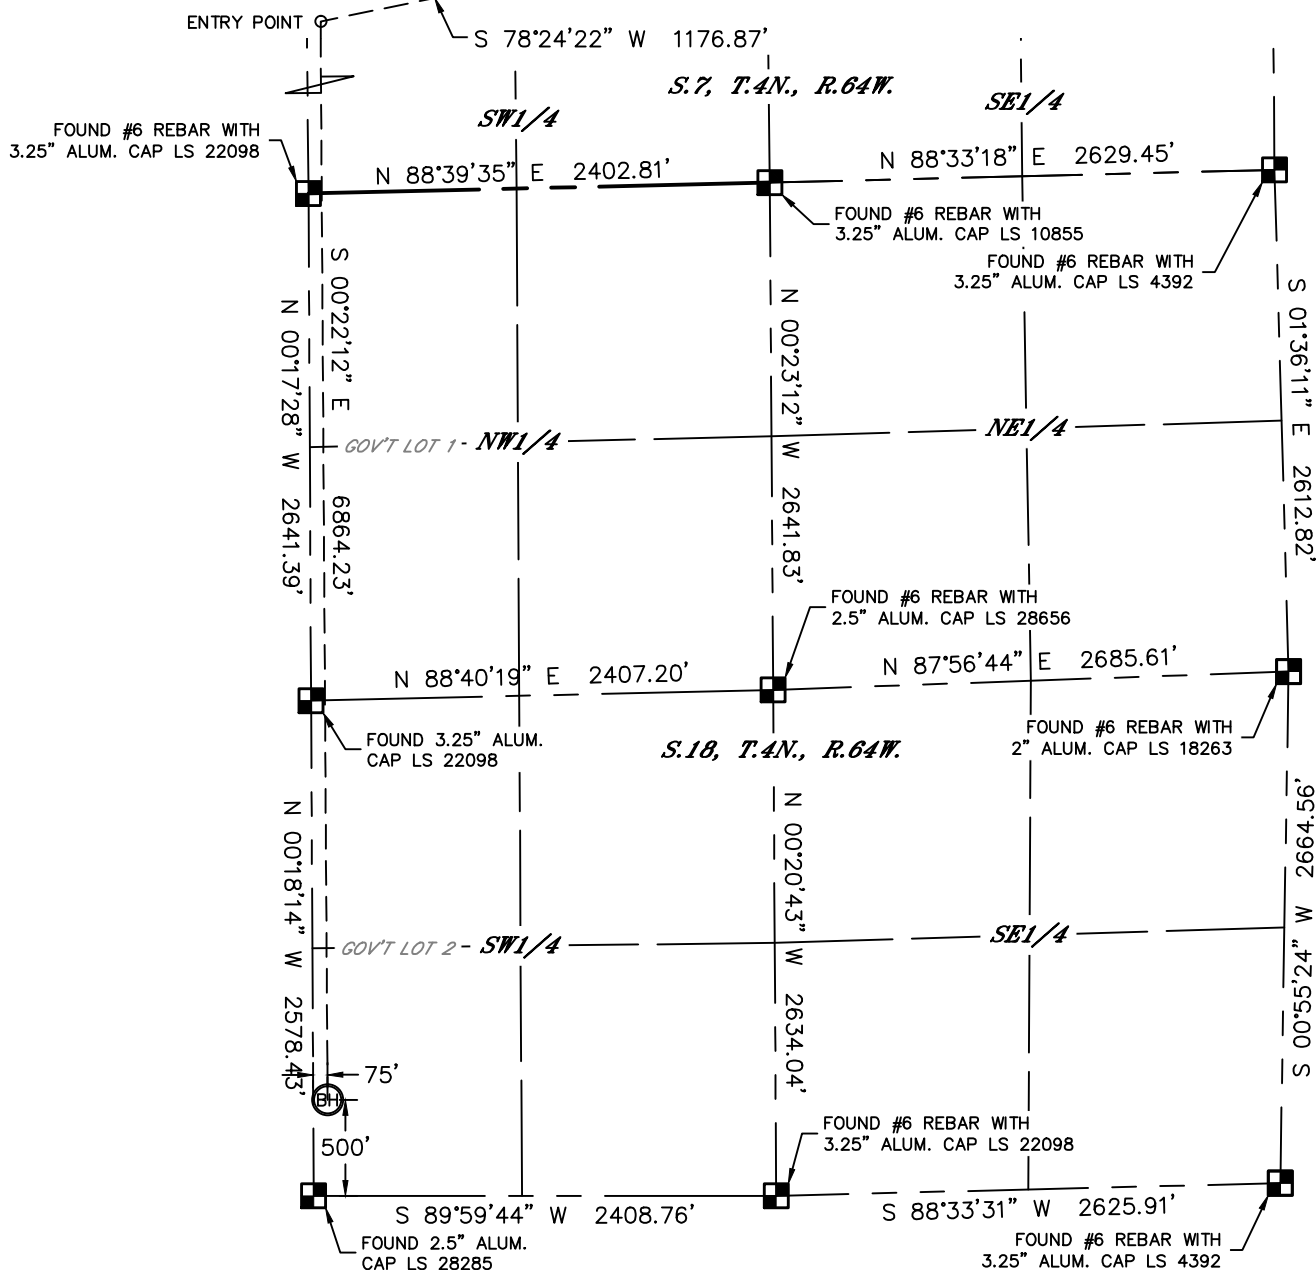 ENTRY POINT
S 78°24'22" W 1176.87'
S.7, T.4N., R.64W.
SW1/4
SE1/4
FOUND #6 REBAR WITH
3.25" ALUM. CAP LS 22098
N 88°39'35" E 2402.81'
N 88°33'18" E 2629.45'
FOUND #6 REBAR WITH
3.25" ALUM. CAP LS 10855
FOUND #6 REBAR WITH
3.25" ALUM. CAP LS 4392
N 00°17'28" W 2641.39'
S 00°22'12" E 6864.23'
N 00°23'12" W 2641.83'
S 01°36'11" E 2612.82'
GOV'T LOT 1
NW1/4
NE1/4
FOUND #6 REBAR WITH
2.5" ALUM. CAP LS 28656
N 88°40'19" E 2407.20'
N 87°56'44" E 2685.61'
FOUND 3.25" ALUM.
CAP LS 22098
S.18, T.4N., R.64W.
FOUND #6 REBAR WITH
2" ALUM. CAP LS 18263
N 00°18'14" W 2578.43'
N 00°20'43" W 2634.04'
S 00°55'24" W 2664.56'
GOV'T LOT 2
SW1/4
SE1/4
75'
BH
500'
FOUND #6 REBAR WITH
3.25" ALUM. CAP LS 22098
S 89°59'44" W 2408.76'
S 88°33'31" W 2625.91'
FOUND 2.5" ALUM.
CAP LS 28285
FOUND #6 REBAR WITH
3.25" ALUM. CAP LS 4392